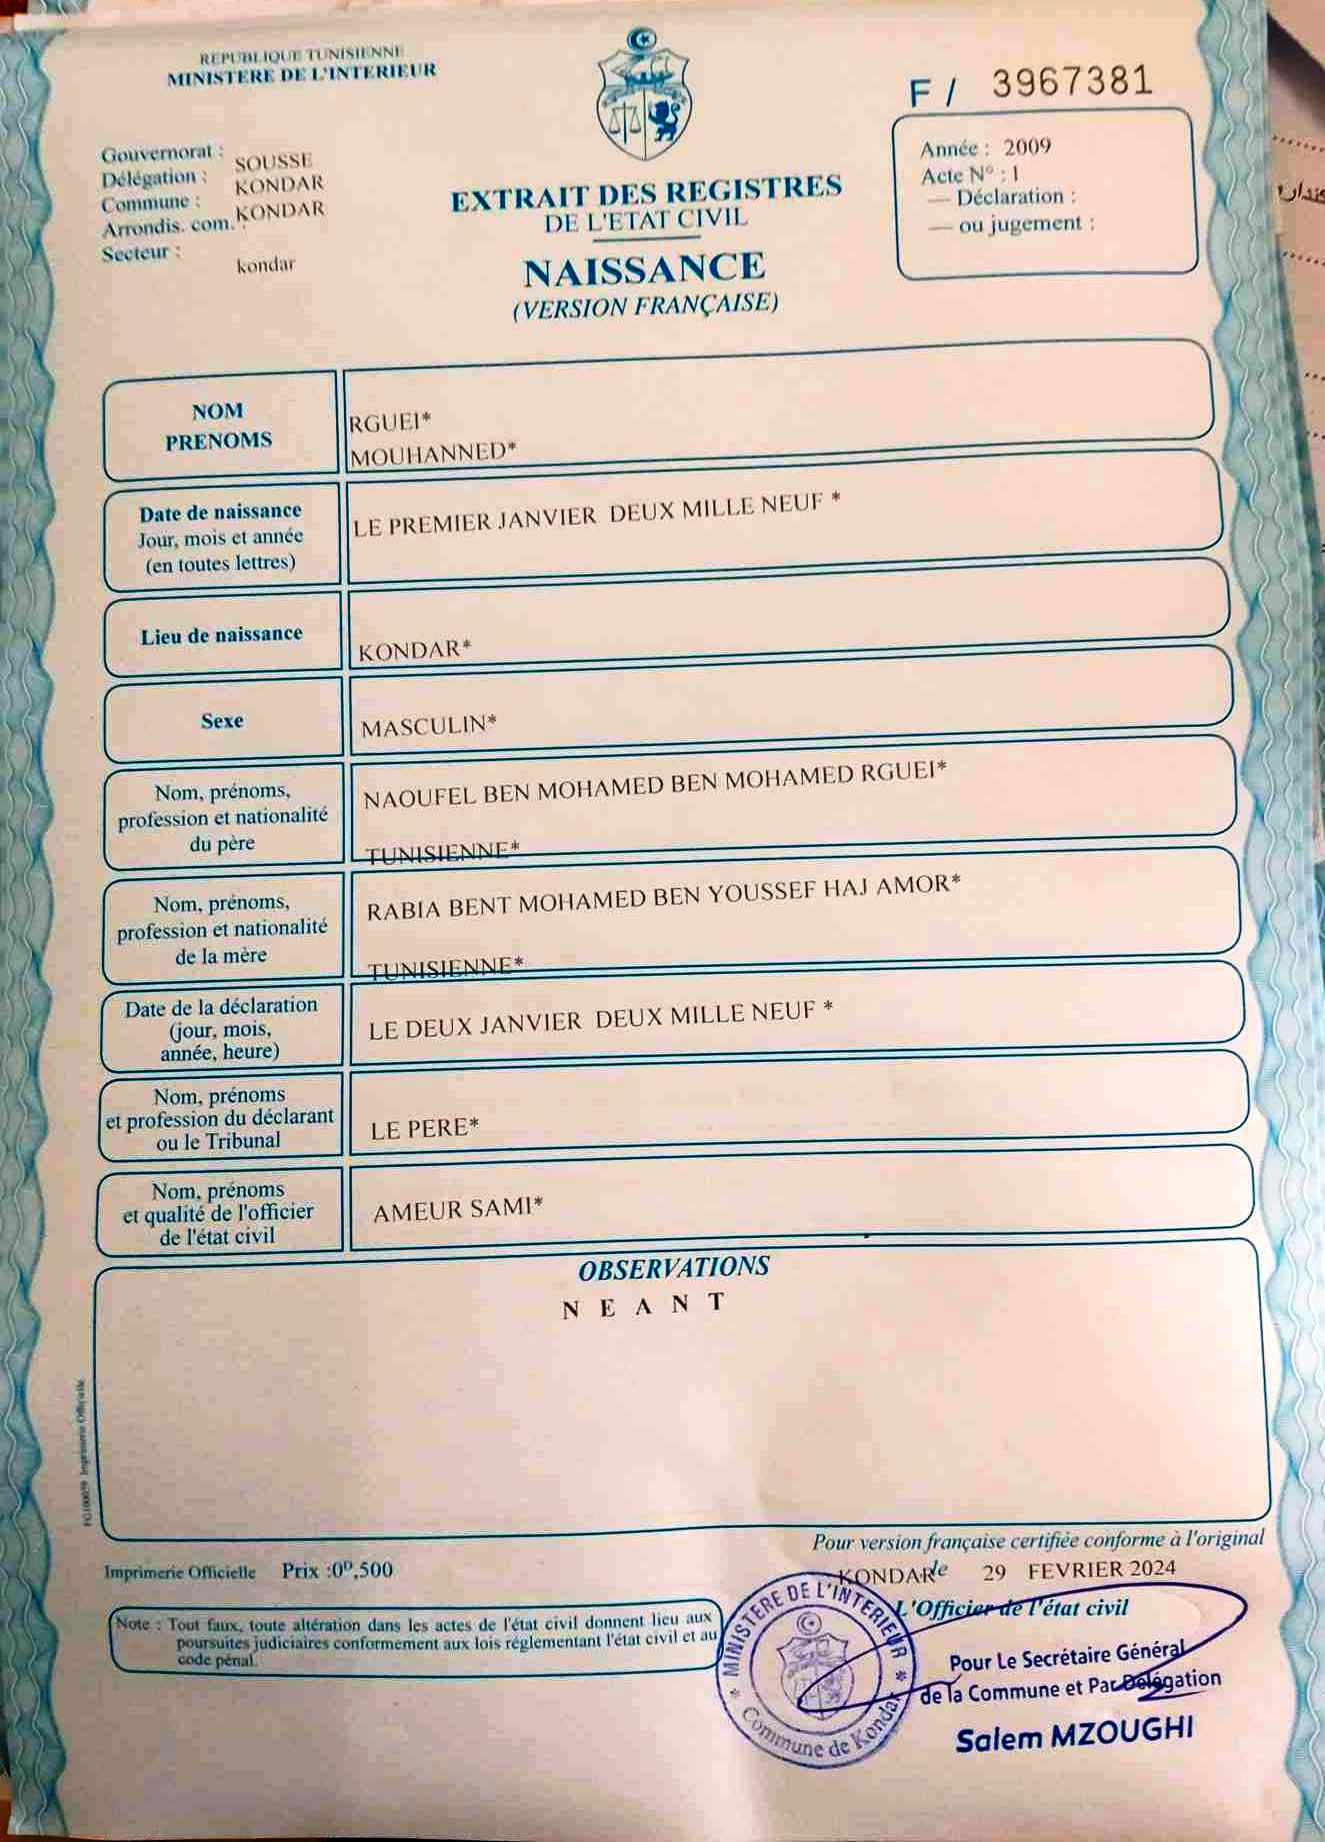 REPUBLIQUE TUNISIENNE
MINISTERE DE L'INTERIEUR
F / 3967381
Gouvernorat : SOUSSE
Délégation : KONDAR
Commune : KONDAR
Arrondis. com. :
Secteur : kondar
EXTRAIT DES REGISTRES
DE L'ETAT CIVIL
NAISSANCE
(VERSION FRANÇAISE)
Année : 2009
Acte N° : 1
— Déclaration :
— ou jugement :
NOM
PRENOMS
RGUEI*
MOUHANNED*
Date de naissance
Jour, mois et année
(en toutes lettres)
LE PREMIER JANVIER DEUX MILLE NEUF *
Lieu de naissance
KONDAR*
Sexe
MASCULIN*
Nom, prénoms,
profession et nationalité
du père
NAOUFEL BEN MOHAMED BEN MOHAMED RGUEI*
TUNISIENNE*
Nom, prénoms,
profession et nationalité
de la mère
RABIA BENT MOHAMED BEN YOUSSEF HAJ AMOR*
TUNISIENNE*
Date de la déclaration
(jour, mois,
année, heure)
LE DEUX JANVIER DEUX MILLE NEUF *
Nom, prénoms
et profession du déclarant
ou le Tribunal
LE PERE*
Nom, prénoms
et qualité de l'officier
de l'état civil
AMEUR SAMI*
OBSERVATIONS
N E A N T
Imprimerie Officielle
Pour version française certifiée conforme à l'original
Imprimerie Officielle Prix :0ᴰ,500
KONDAR le 29 FEVRIER 2024
L'Officier de l'état civil
Note : Tout faux, toute altération dans les actes de l'état civil donnent lieu aux
poursuites judiciaires conformement aux lois réglementant l'état civil et au
code pénal.
* MINISTERE DE L'INTERIEUR *
Commune de Kondar
Pour Le Secrétaire Général
de la Commune et Par Délégation
Salem MZOUGHI